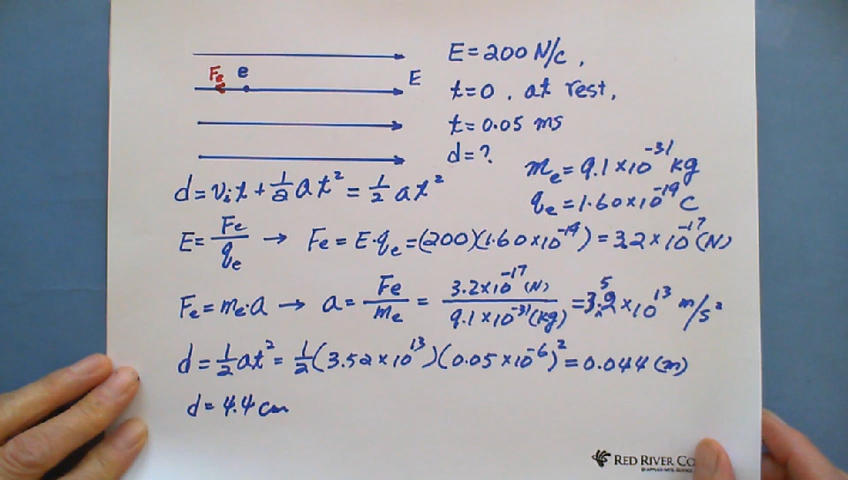 E = 200 N/C ,
Fe e E
t = 0 , at rest,
t = 0.05 ms
d = ?
me = 9.1 × 10^-31 kg
d = vit + 1/2 at² = 1/2 at²
qe = 1.60 × 10^-19 C
E = Fe/qe → Fe = E·qe = (200)(1.60 × 10^-19) = 3.2 × 10^-17 (N)
Fe = me·a → a = Fe/me = 3.2 × 10^-17 (N) / 9.1 × 10^-31 (kg) = 3.52 × 10^13 m/s²
d = 1/2 at² = 1/2 (3.52 × 10^13)(0.05 × 10^-6)² = 0.044 (m)
d = 4.4 cm
RED RIVER CO